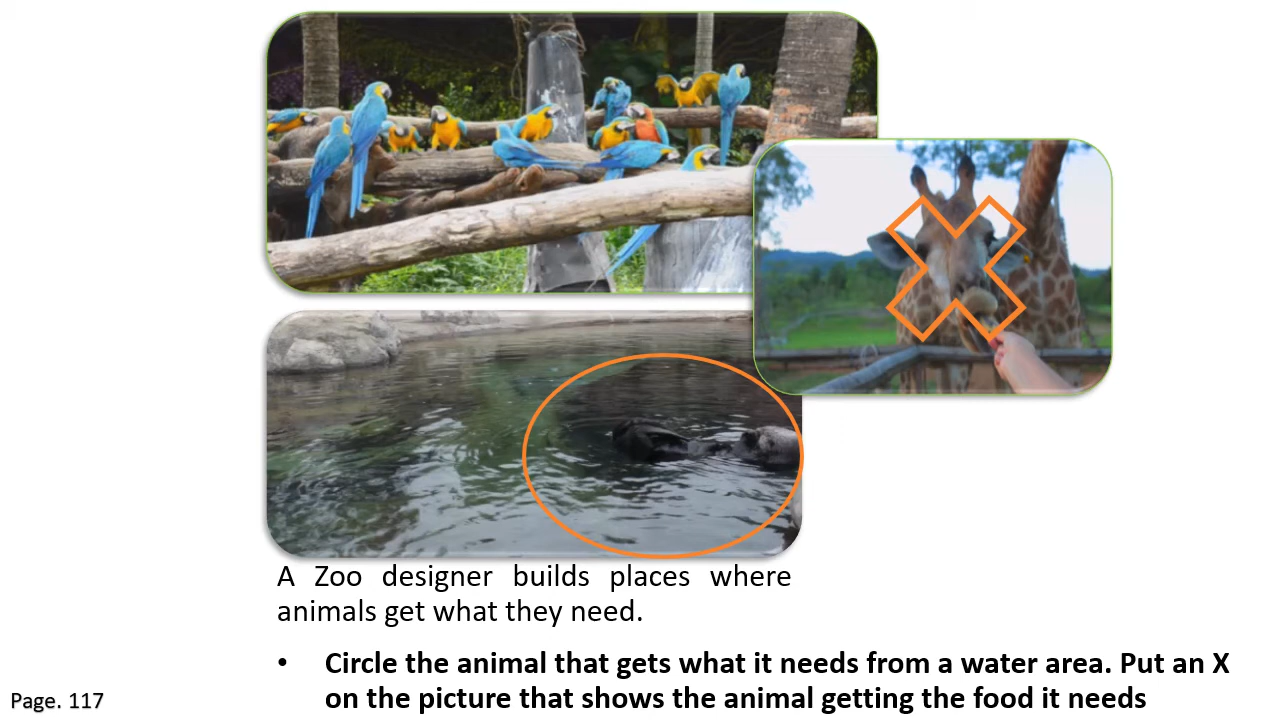 A Zoo designer builds places where
animals get what they need.
• Circle the animal that gets what it needs from a water area. Put an X
on the picture that shows the animal getting the food it needs
Page. 117